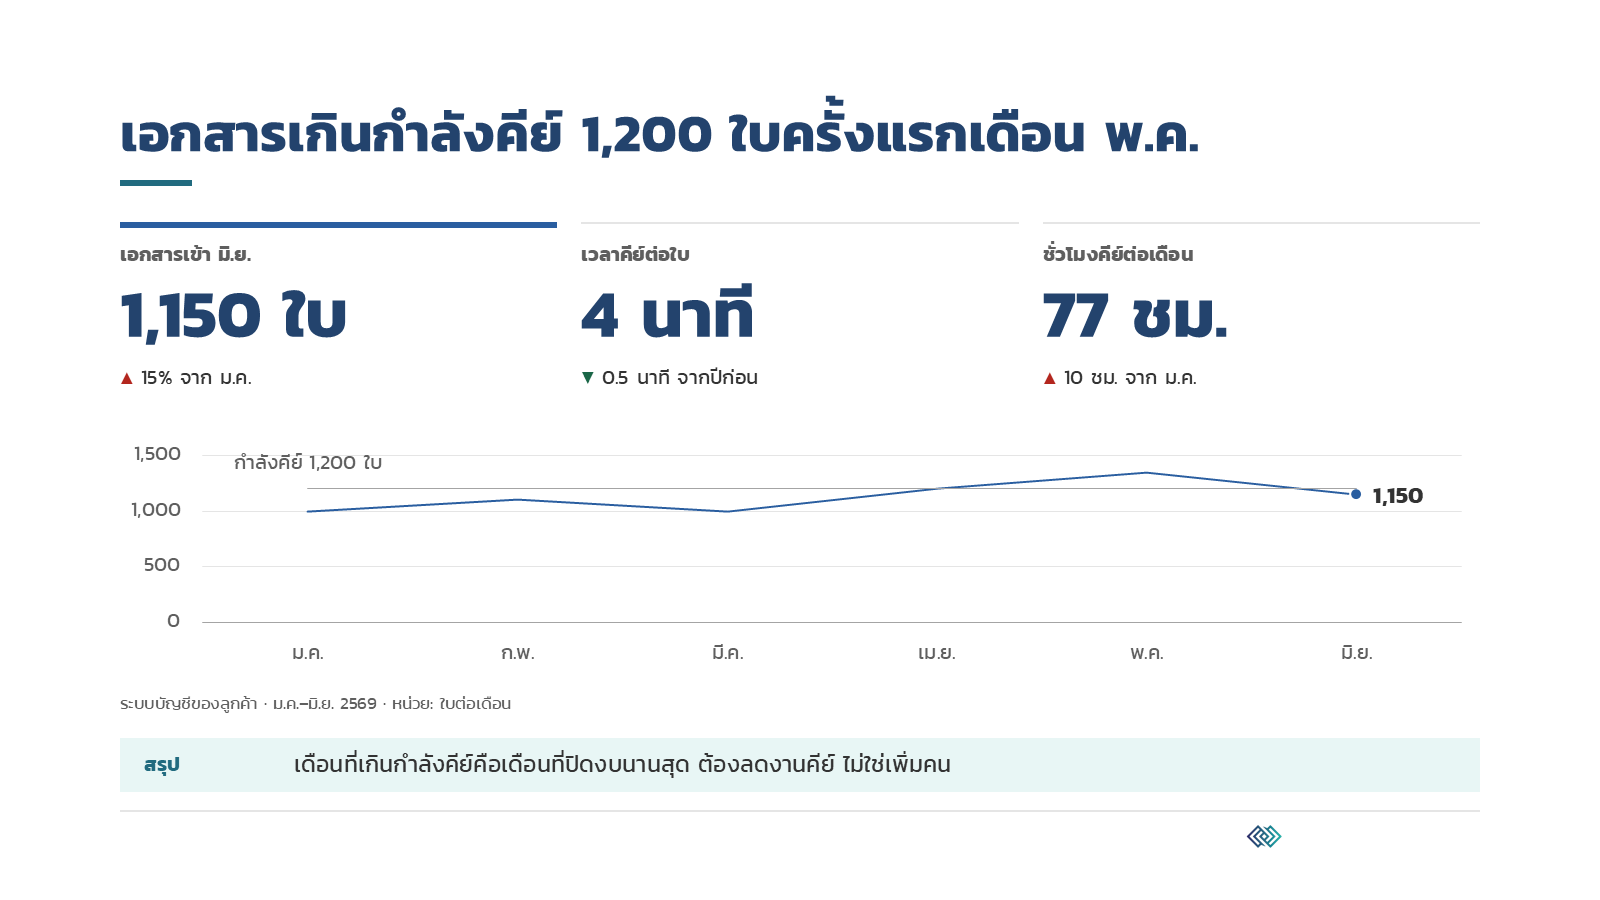 เอกสารเกินกำลังคีย์ 1,200 ใบครั้งแรกเดือน พ.ค.
เอกสารเข้า มิ.ย.
1,150 ใบ
▲ 15% จาก ม.ค.
เวลาคีย์ต่อใบ
4 นาที
▼ 0.5 นาที จากปีก่อน
ชั่วโมงคีย์ต่อเดือน
77 ชม.
▲ 10 ชม. จาก ม.ค.
1,500
กำลังคีย์ 1,200 ใบ
1,150
1,000
500
0
ม.ค. ก.พ. มี.ค. เม.ย. พ.ค. มิ.ย.
ระบบบัญชีของลูกค้า · ม.ค.–มิ.ย. 2569 · หน่วย: ใบต่อเดือน
สรุป เดือนที่เกินกำลังคีย์คือเดือนที่ปิดงบนานสุด ต้องลดงานคีย์ ไม่ใช่เพิ่มคน